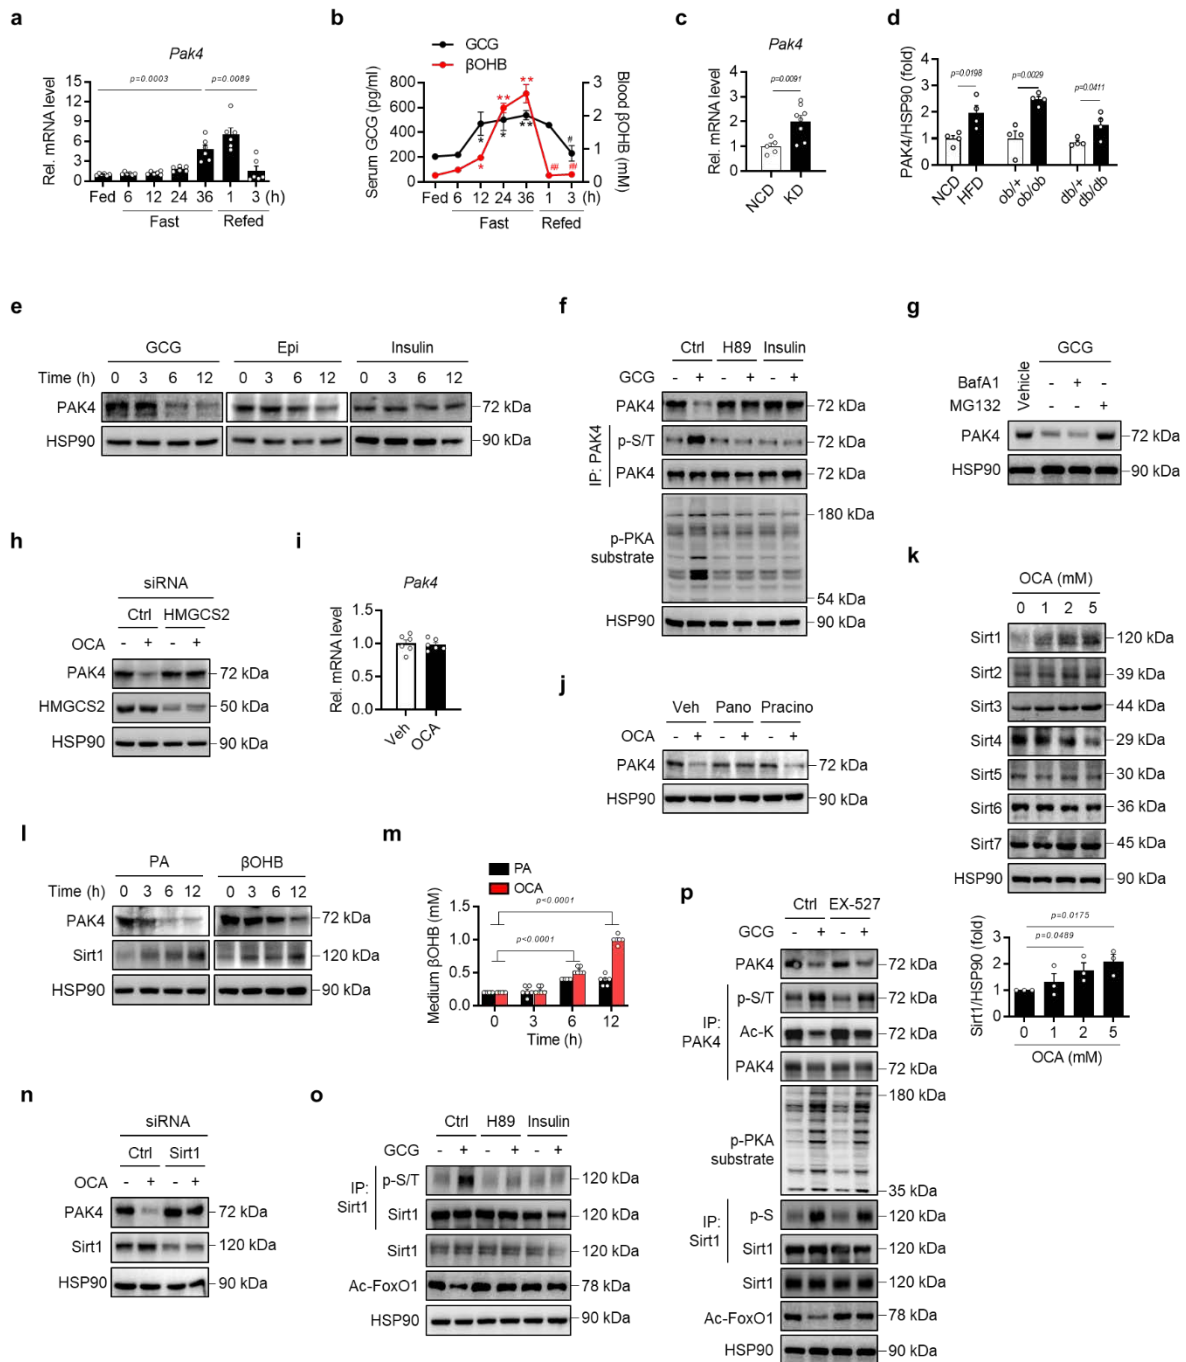 a
Pak4
p=0.0003 p=0.0089
Rel. mRNA level
15
12
9
6
3
0
Fed 6 12 24 36 1 3 (h)
Fast Refed
b
GCG
βOHB
Serum GCG (pg/ml)
800
600
400
200
0
Blood βOHB (mM)
3
2
1
0
** **
* * **
* # ## ##
Fed 6 12 24 36 1 3 (h)
Fast Refed
c
Pak4
p=0.0091
Rel. mRNA level
4
3
2
1
0
NCD KD
d
PAK4/HSP90 (fold)
4
3
2
1
0
p=0.0198 p=0.0029 p=0.0411
NCD HFD ob/+ ob/ob db/+ db/db
e
GCG Epi Insulin
Time (h) 0 3 6 12 0 3 6 12 0 3 6 12
PAK4 72 kDa
HSP90 90 kDa
f
Ctrl H89 Insulin
GCG - + - + - +
PAK4 72 kDa
IP: PAK4
p-S/T 72 kDa
PAK4 72 kDa
p-PKA substrate
180 kDa
54 kDa
HSP90 90 kDa
g
GCG
Vehicle
BafA1 - + -
MG132 - - +
PAK4 72 kDa
HSP90 90 kDa
h
siRNA
Ctrl HMGCS2
OCA - + - +
PAK4 72 kDa
HMGCS2 50 kDa
HSP90 90 kDa
i
Pak4
Rel. mRNA level
1.5
1.0
0.5
0.0
Veh OCA
j
Veh Pano Pracino
OCA - + - + - +
PAK4 72 kDa
HSP90 90 kDa
k
OCA (mM)
0 1 2 5
Sirt1 120 kDa
Sirt2 39 kDa
Sirt3 44 kDa
Sirt4 29 kDa
Sirt5 30 kDa
Sirt6 36 kDa
Sirt7 45 kDa
HSP90 90 kDa
p=0.0175
p=0.0489
Sirt1/HSP90 (fold)
3
2
1
0
0 1 2 5
OCA (mM)
l
PA βOHB
Time (h) 0 3 6 12 0 3 6 12
PAK4 72 kDa
Sirt1 120 kDa
HSP90 90 kDa
m
PA
OCA
Medium βOHB (mM)
1.5
1.0
0.5
0.0
p<0.0001
p<0.0001
0 3 6 12
Time (h)
n
siRNA
Ctrl Sirt1
OCA - + - +
PAK4 72 kDa
Sirt1 120 kDa
HSP90 90 kDa
o
Ctrl H89 Insulin
GCG - + - + - +
IP: Sirt1
p-S/T 120 kDa
Sirt1 120 kDa
Sirt1 120 kDa
Ac-FoxO1 78 kDa
HSP90 90 kDa
p
Ctrl EX-527
GCG - + - +
PAK4 72 kDa
IP: PAK4
p-S/T 72 kDa
Ac-K 72 kDa
PAK4 72 kDa
p-PKA substrate
180 kDa
35 kDa
IP: Sirt1
p-S 120 kDa
Sirt1 120 kDa
Sirt1 120 kDa
Ac-FoxO1 78 kDa
HSP90 90 kDa